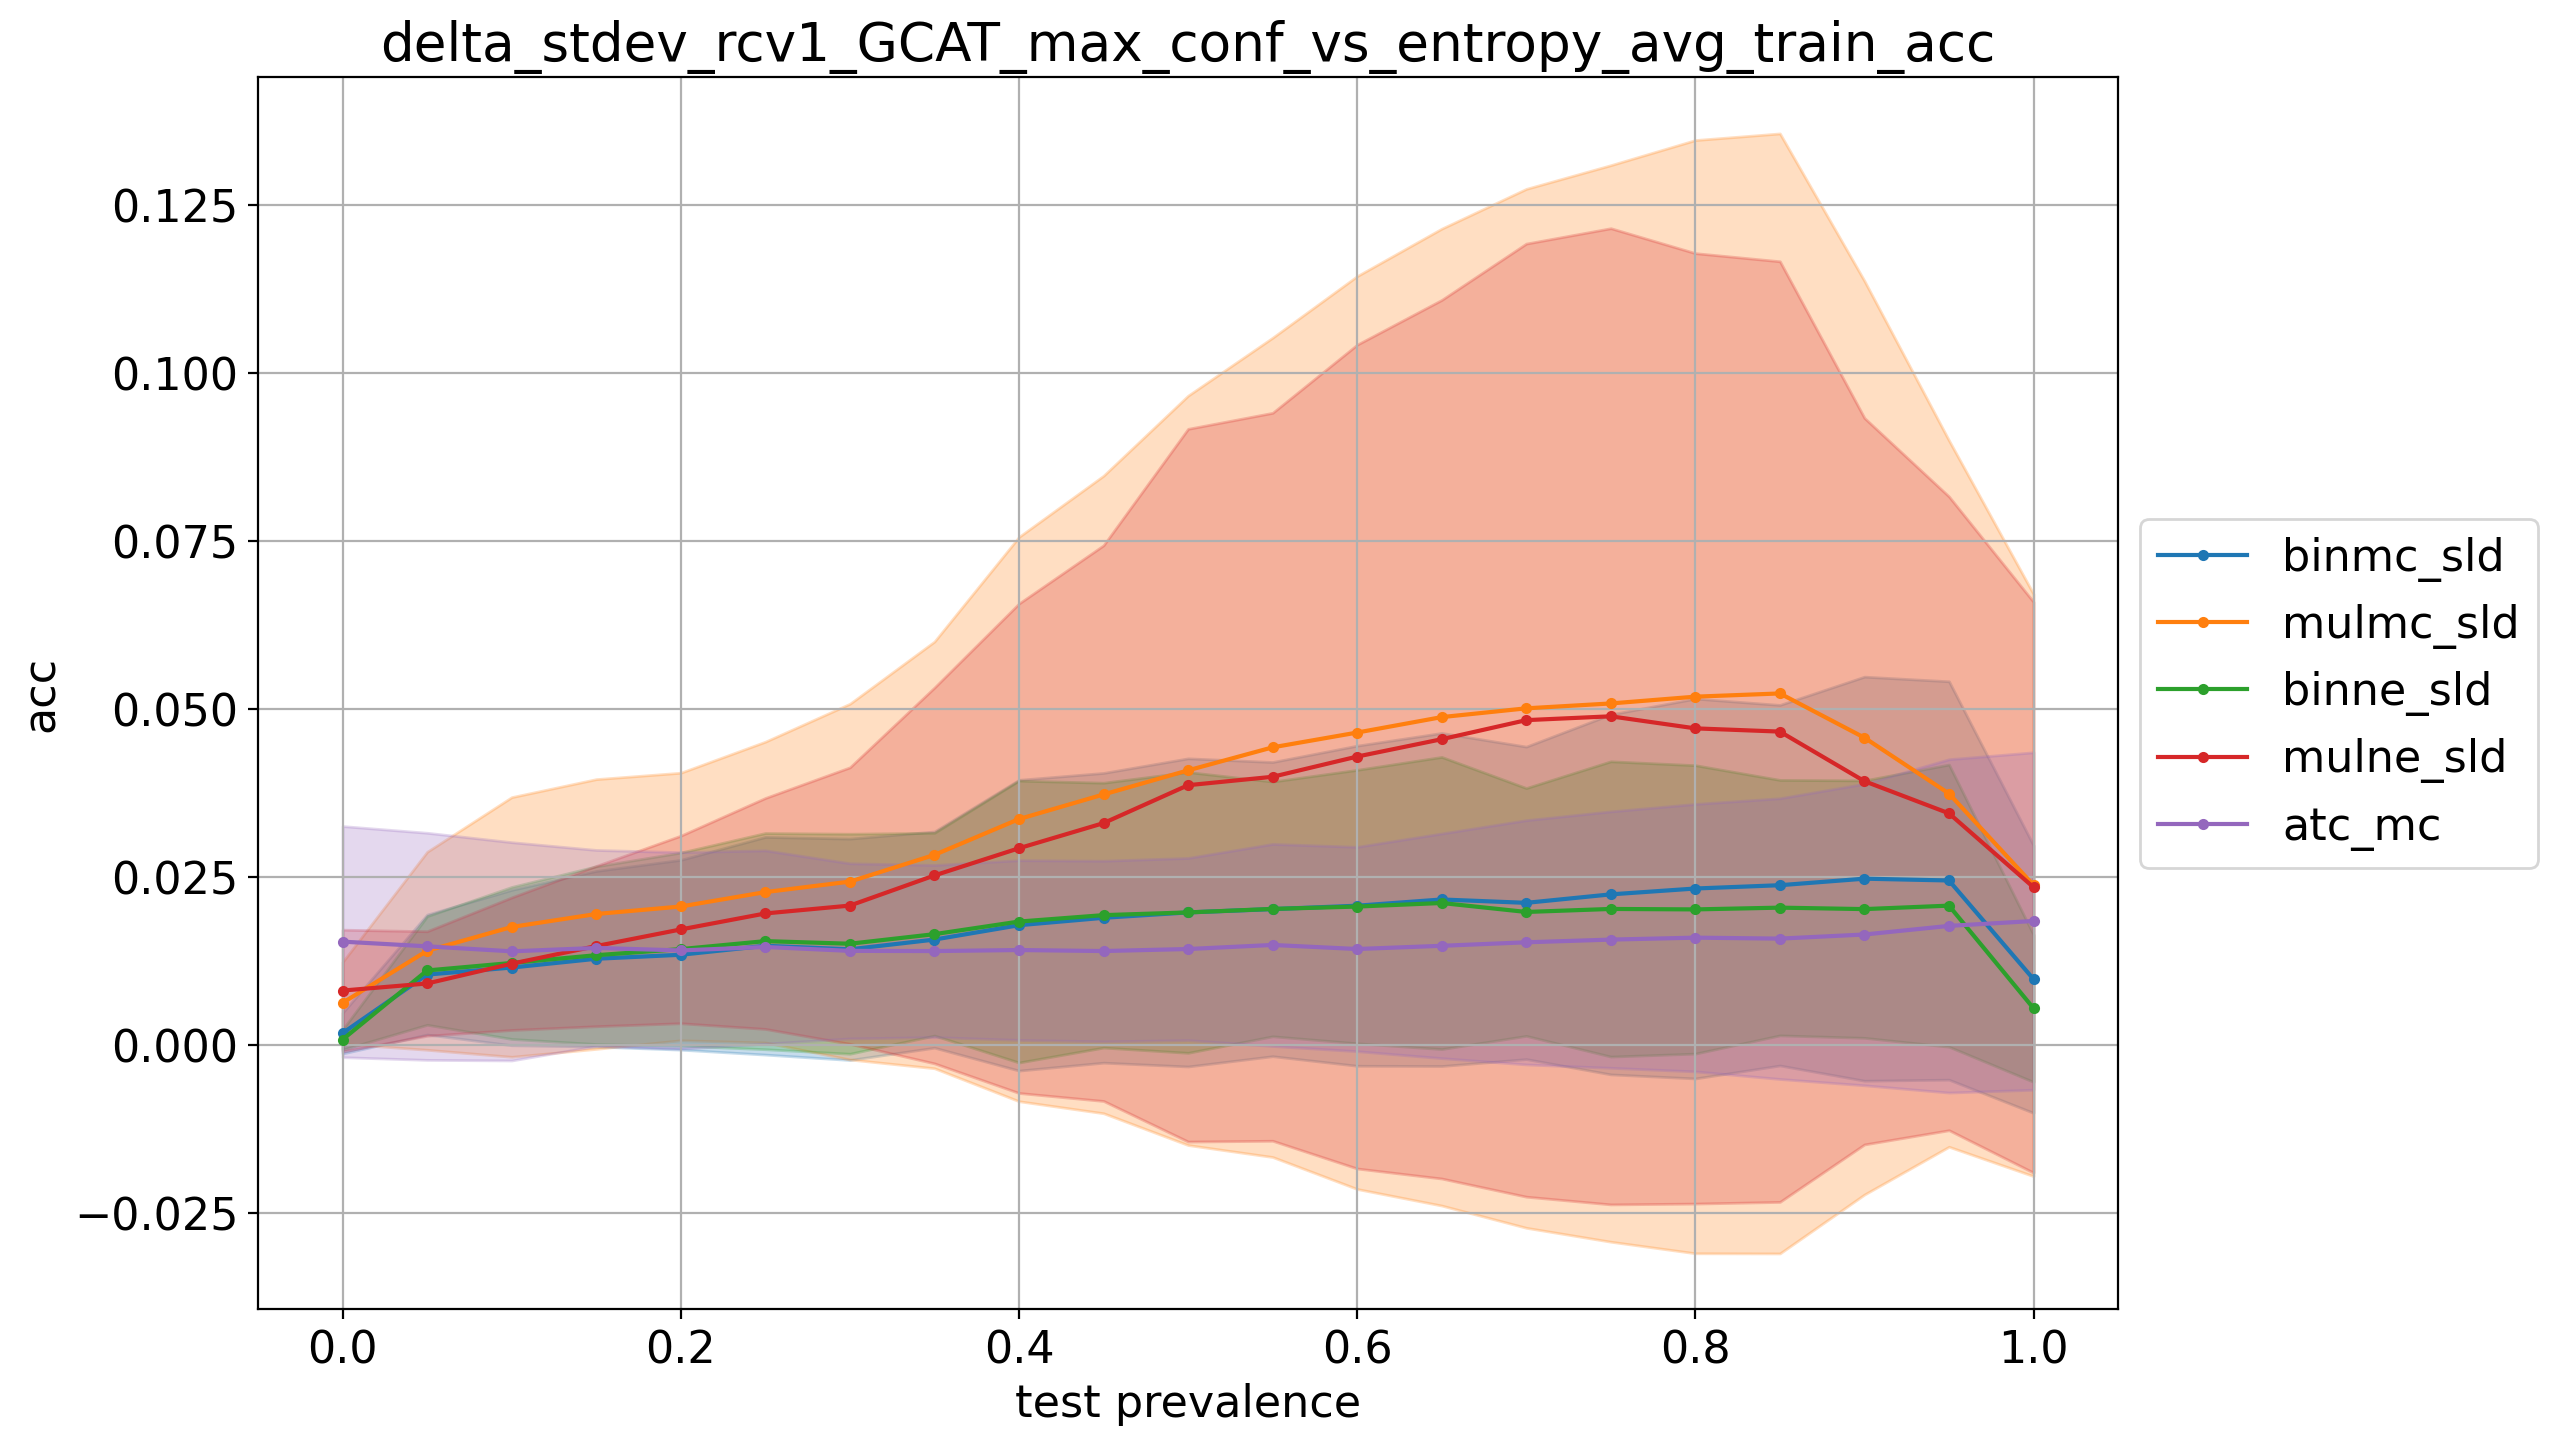 delta_stdev_rcv1_GCAT_max_conf_vs_entropy_avg_train_acc
0.125
0.100
0.075
0.050
0.025
0.000
−0.025
acc
0.0 0.2 0.4 0.6 0.8 1.0
test prevalence
binmc_sld
mulmc_sld
binne_sld
mulne_sld
atc_mc